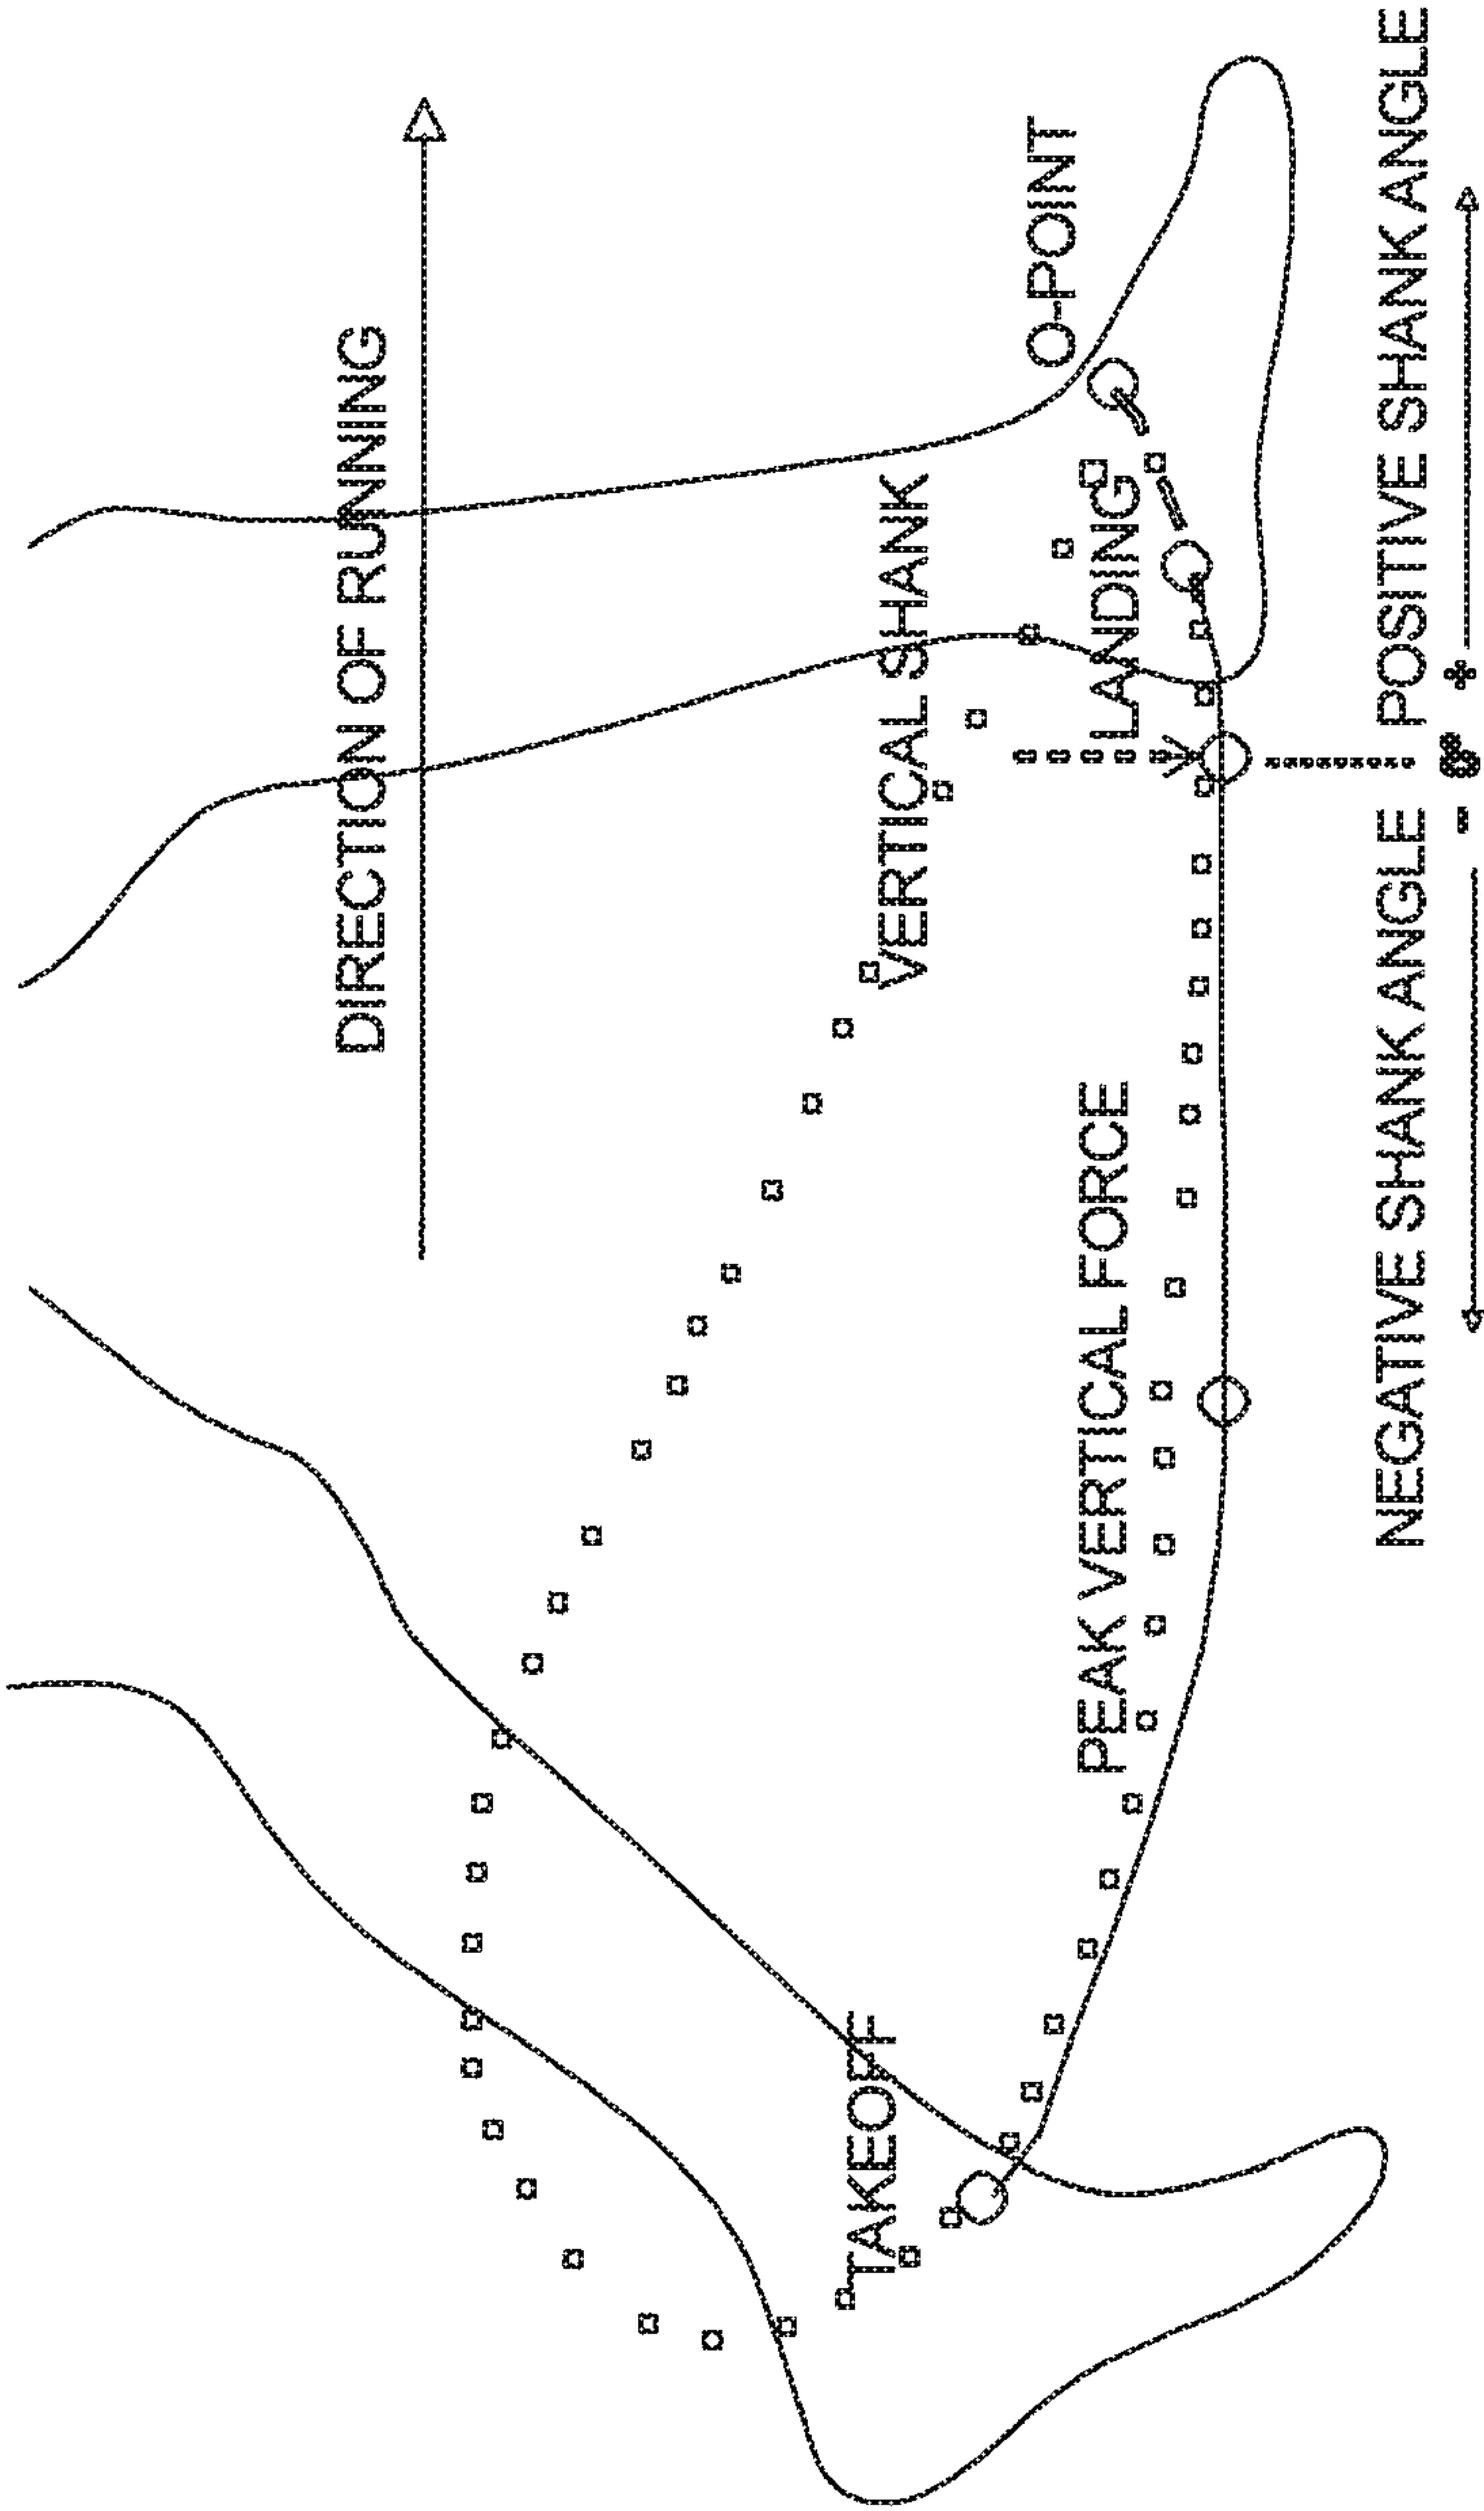 DIRECTION OF RUNNING
O-POINT
VERTICAL SHANK
LANDING
TAKEOFF
PEAK VERTICAL FORCE
NEGATIVE SHANK ANGLE
POSITIVE SHANK ANGLE